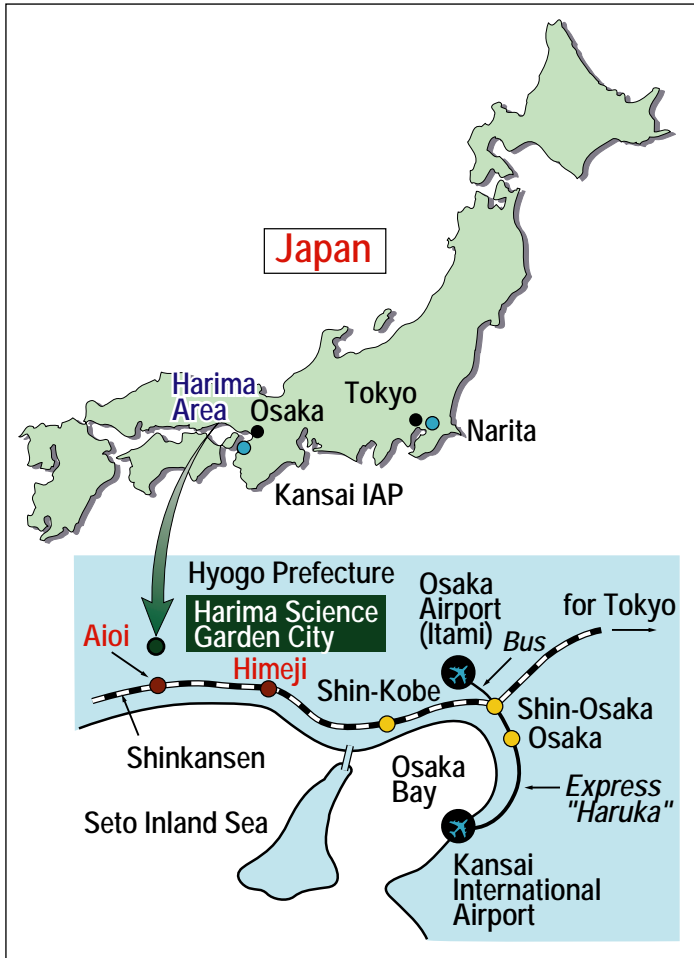 Japan
Harima
Area
Osaka
Tokyo
Narita
Kansai IAP
Hyogo Prefecture
Harima Science
Garden City
Osaka
Airport
(Itami)
for Tokyo
Bus
Aioi
Himeji
Shin-Kobe
Shin-Osaka
Osaka
Shinkansen
Osaka
Bay
Express
"Haruka"
Seto Inland Sea
Kansai
International
Airport